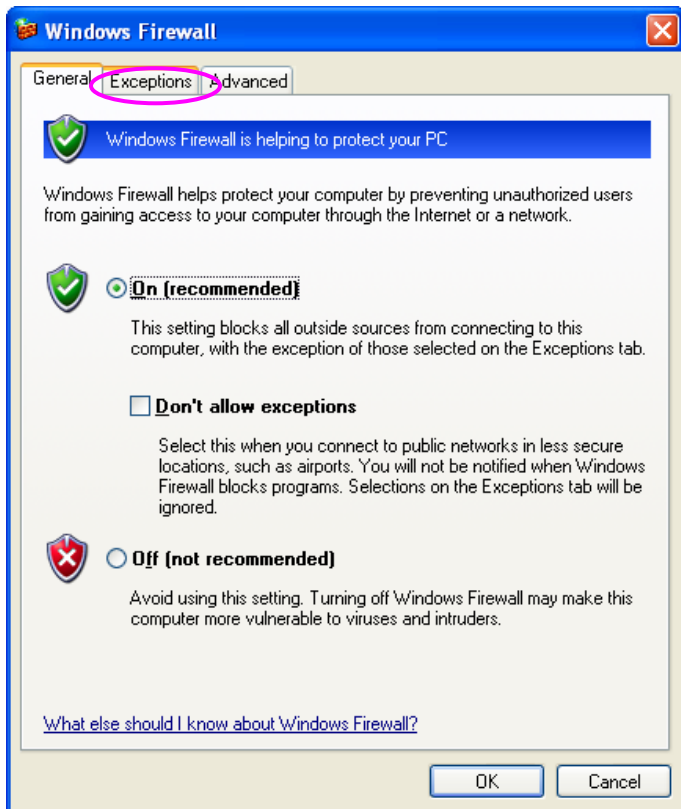 Windows Firewall
General Exceptions Advanced
Windows Firewall is helping to protect your PC
Windows Firewall helps protect your computer by preventing unauthorized users
from gaining access to your computer through the Internet or a network.
On (recommended)
This setting blocks all outside sources from connecting to this
computer, with the exception of those selected on the Exceptions tab.
Don't allow exceptions
Select this when you connect to public networks in less secure
locations, such as airports. You will not be notified when Windows
Firewall blocks programs. Selections on the Exceptions tab will be
ignored.
Off (not recommended)
Avoid using this setting. Turning off Windows Firewall may make this
computer more vulnerable to viruses and intruders.
What else should I know about Windows Firewall?
OK Cancel